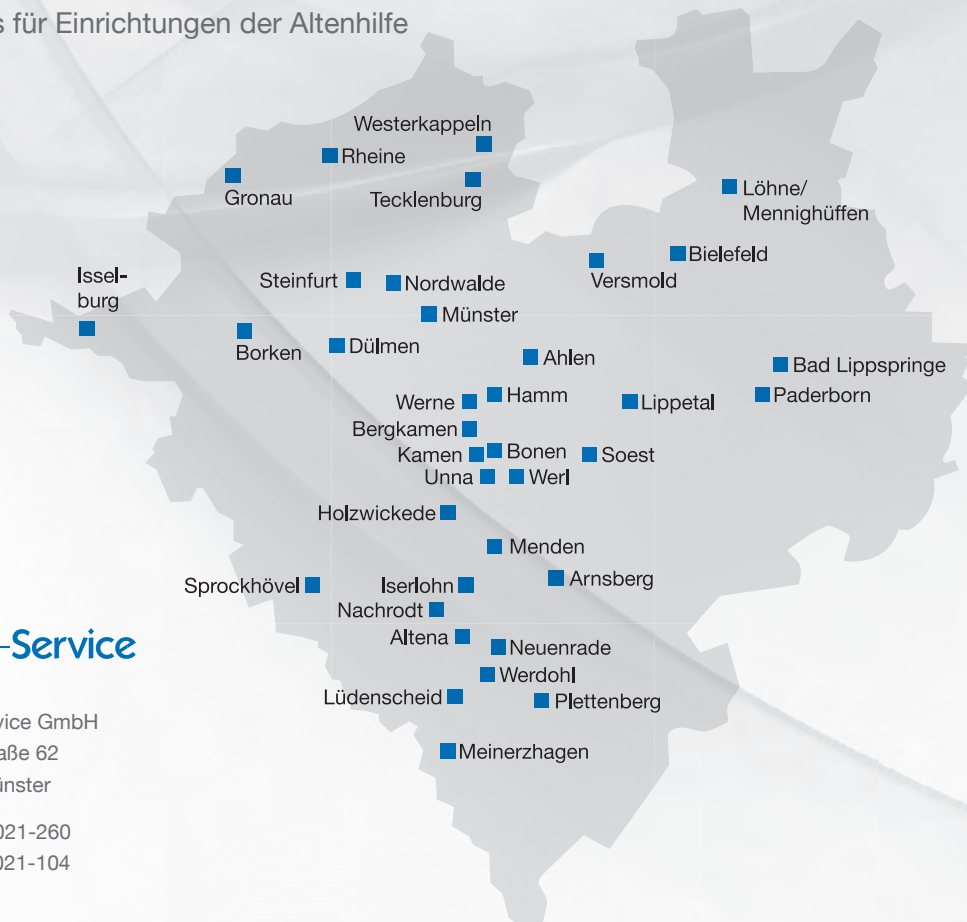 s für Einrichtungen der Altenhilfe
Westerkappeln
Rheine
Gronau
Tecklenburg
Löhne/
Mennighüffen
Bielefeld
Versmold
Steinfurt
Nordwalde
Issel-
burg
Münster
Borken
Dülmen
Ahlen
Bad Lippspringe
Paderborn
Werne
Hamm
Lippetal
Bergkamen
Kamen
Bonen
Soest
Unna
Werl
Holzwickede
Menden
Sprockhövel
Iserlohn
Arnsberg
Nachrodt
Altena
Neuenrade
Werdohl
Lüdenscheid
Plettenberg
Meinerzhagen
-Service
vice GmbH
aße 62
ünster
021-260
021-104